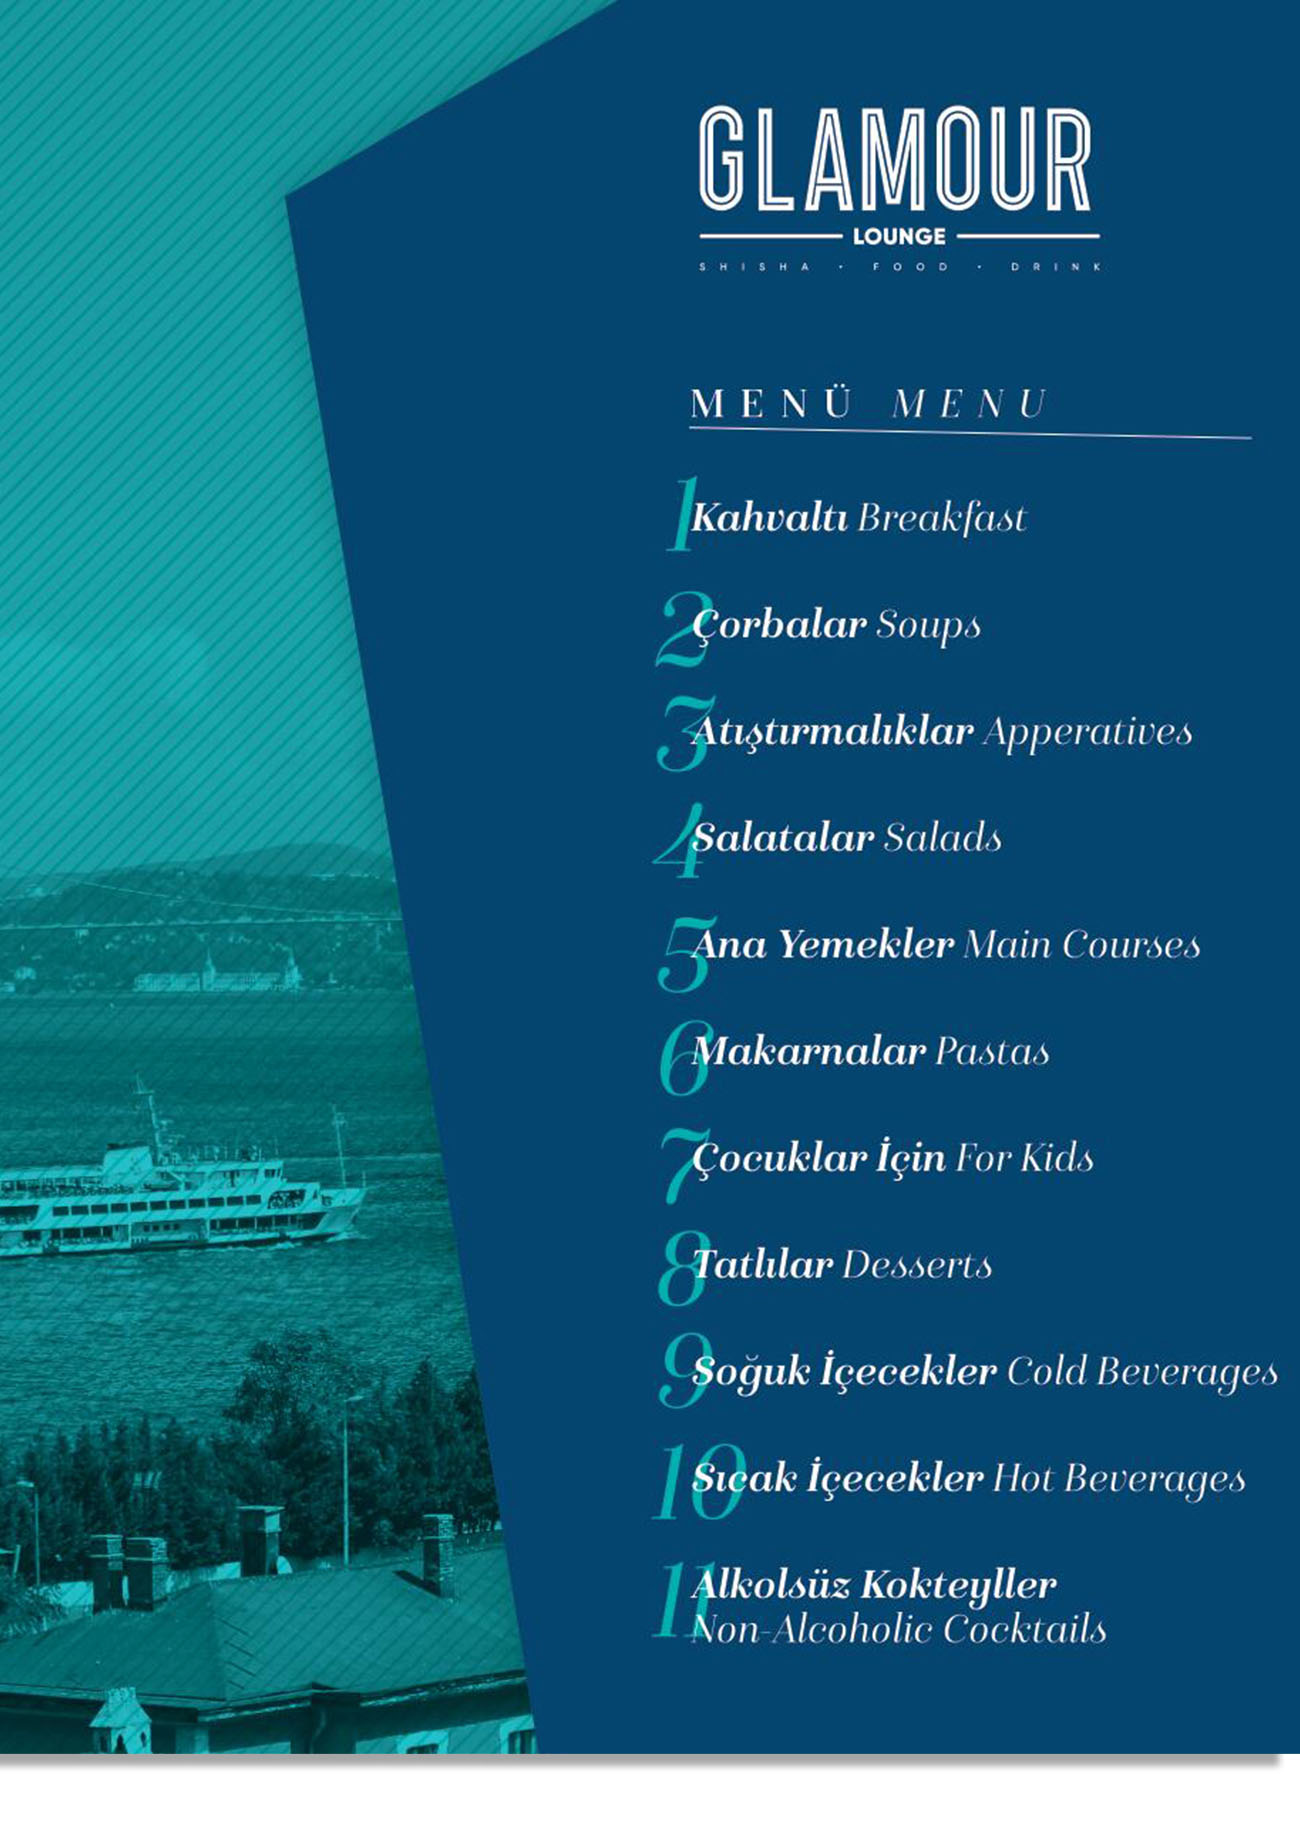 GLAMOUR
LOUNGE
SHISHA • FOOD • DRINK
MENÜ MENU
1 Kahvaltı Breakfast
2 Çorbalar Soups
3 Atıştırmalıklar Apperatives
4 Salatalar Salads
5 Ana Yemekler Main Courses
6 Makarnalar Pastas
7 Çocuklar İçin For Kids
8 Tatlılar Desserts
9 Soğuk İçecekler Cold Beverages
10 Sıcak İçecekler Hot Beverages
11 Alkolsüz Kokteyller
Non-Alcoholic Cocktails